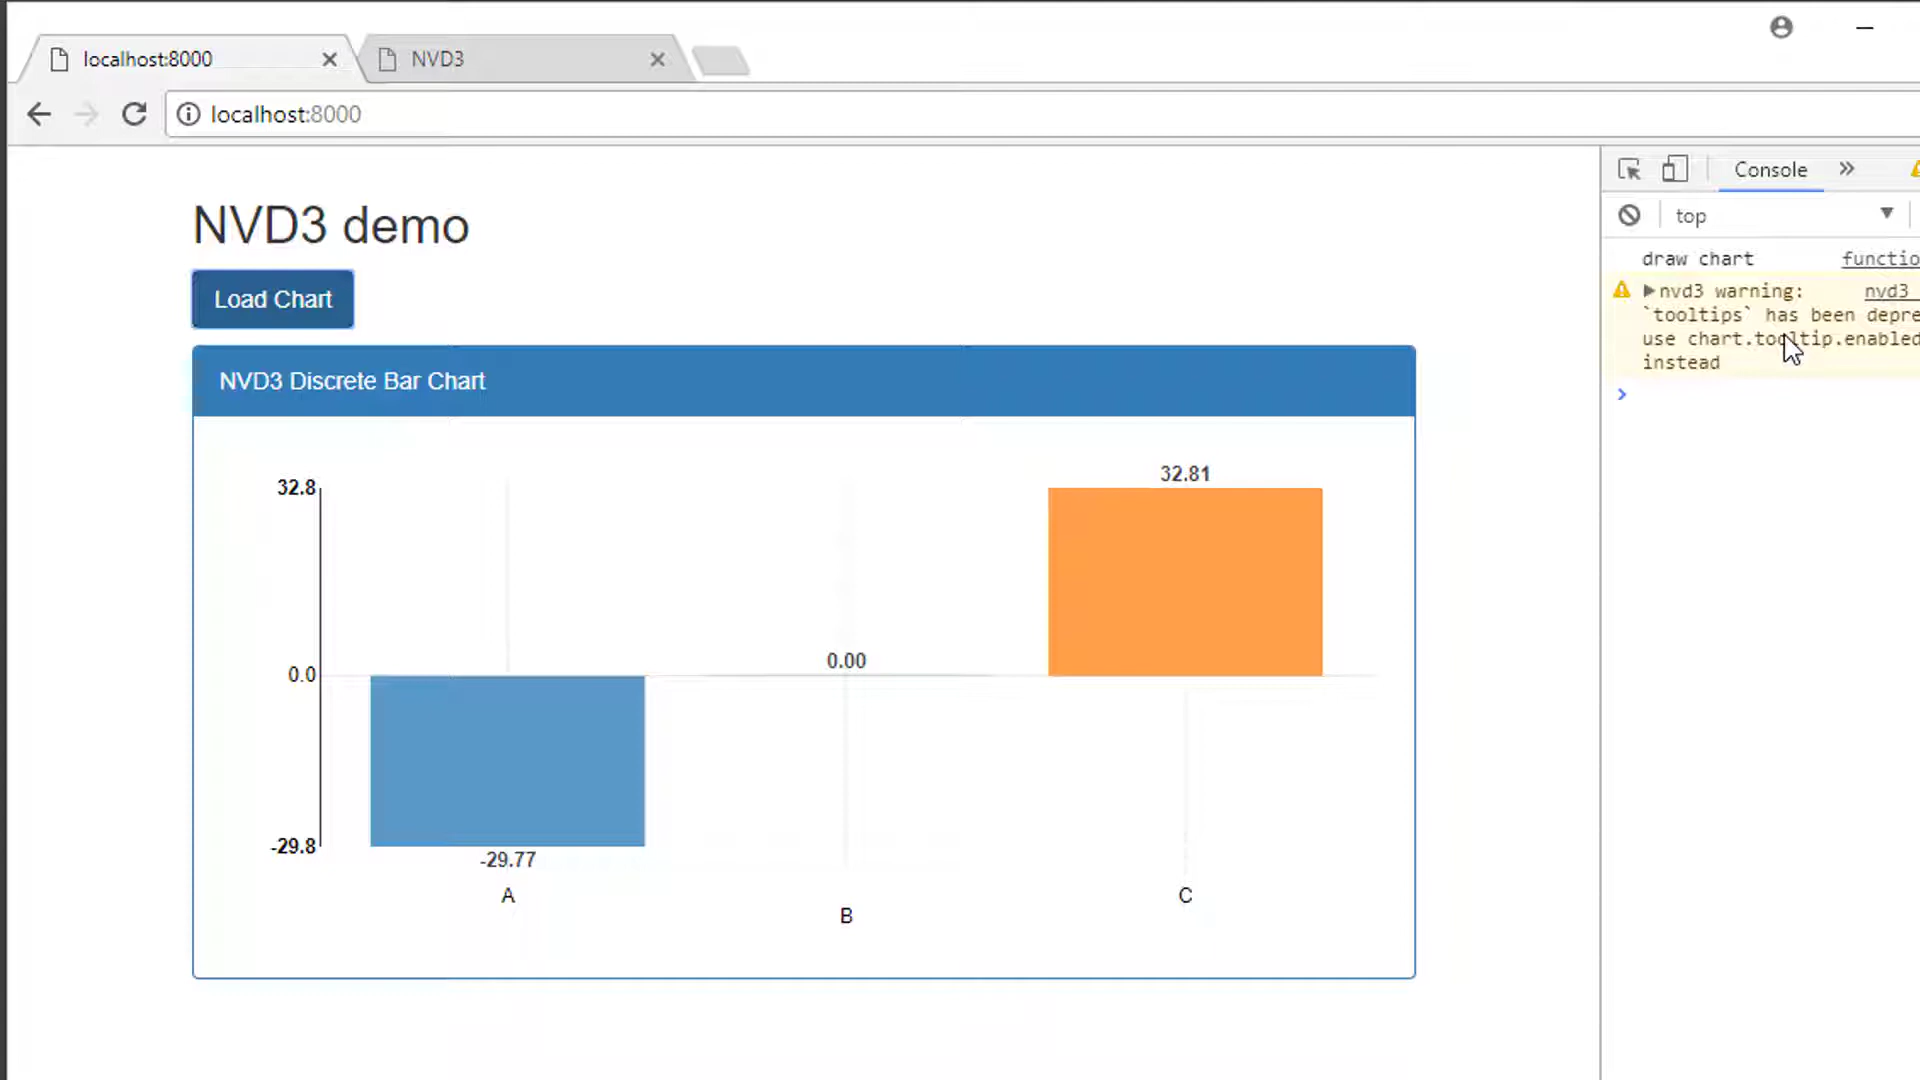 localhost:8000
NVD3
localhost:8000
NVD3 demo
Load Chart
NVD3 Discrete Bar Chart
32.8
0.0
-29.8
32.81
0.00
-29.77
A
B
C
Console
top
draw chart
nvd3 warning: nvd3
`tooltips` has been
use chart.tooltip.enabled
instead